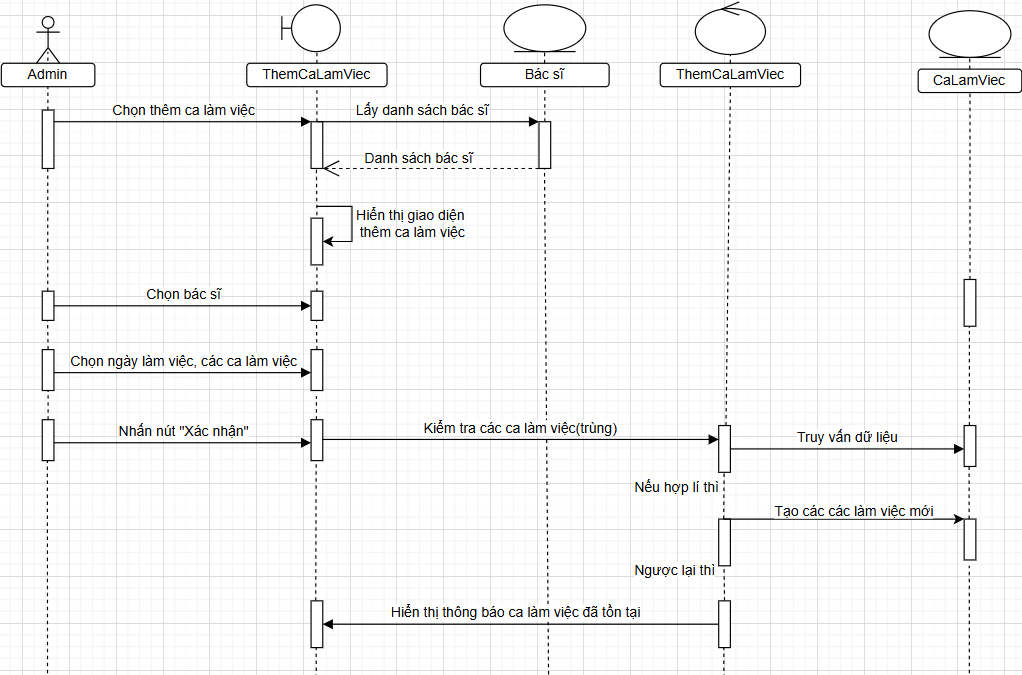 Admin
ThemCaLamViec
Bác sĩ
ThemCaLamViec
CaLamViec
Chọn thêm ca làm việc
Lấy danh sách bác sĩ
Danh sách bác sĩ
Hiển thị giao diện
thêm ca làm việc
Chọn bác sĩ
Chọn ngày làm việc, các ca làm việc
Nhấn nút "Xác nhận"
Kiểm tra các ca làm việc(trùng)
Truy vấn dữ liệu
Nếu hợp lí thì
Tạo các các làm việc mới
Ngược lại thì
Hiển thị thông báo ca làm việc đã tồn tại